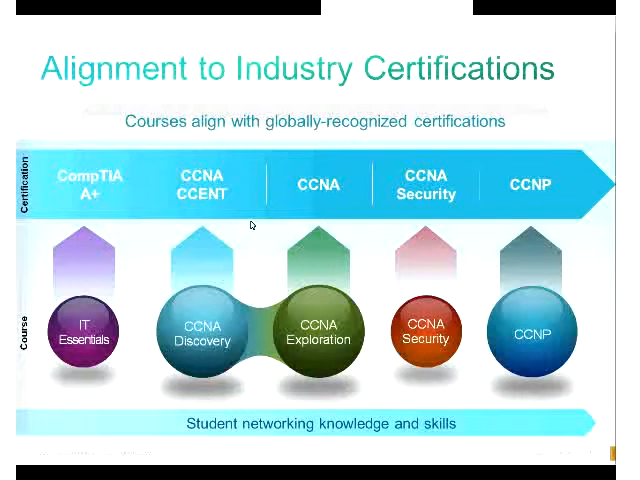 Alignment to Industry Certifications
Courses align with globally-recognized certifications
Certification
CompTIA
A+
CCNA
CCENT
CCNA
CCNA
Security
CCNP
Course
IT
Essentials
CCNA
Discovery
CCNA
Exploration
CCNA
Security
CCNP
Student networking knowledge and skills